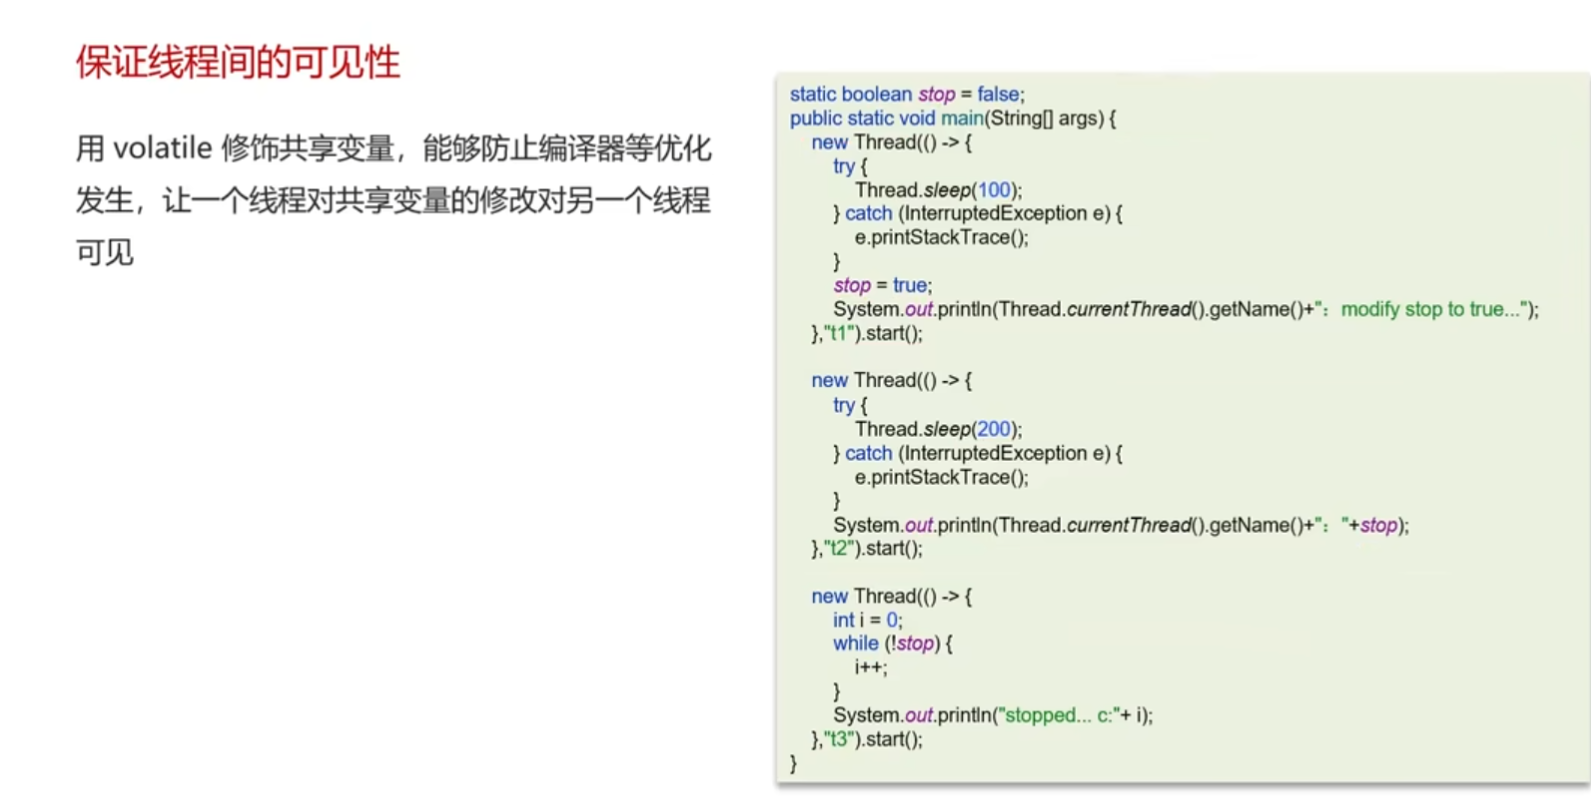 保证线程间的可见性
用 volatile 修饰共享变量，能够防止编译器等优化
发生，让一个线程对共享变量的修改对另一个线程
可见
static boolean stop = false;
public static void main(String[] args) {
new Thread(() -> {
try {
Thread.sleep(100);
} catch (InterruptedException e) {
e.printStackTrace();
}
stop = true;
System.out.println(Thread.currentThread().getName()+"：modify stop to true...");
},"t1").start();
new Thread(() -> {
try {
Thread.sleep(200);
} catch (InterruptedException e) {
e.printStackTrace();
}
System.out.println(Thread.currentThread().getName()+"："+stop);
},"t2").start();
new Thread(() -> {
int i = 0;
while (!stop) {
i++;
}
System.out.println("stopped... c:"+ i);
},"t3").start();
}